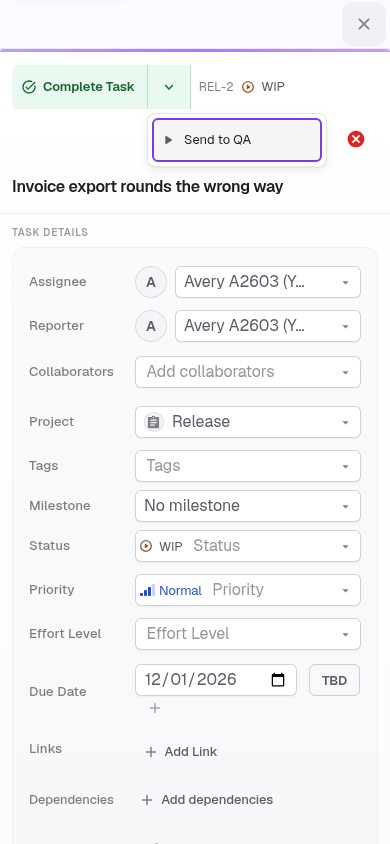 Complete Task
REL-2 WIP
Send to QA
Invoice export rounds the wrong way
TASK DETAILS
Assignee A Avery A2603 (Y...
Reporter A Avery A2603 (Y...
Collaborators Add collaborators
Project Release
Tags Tags
Milestone No milestone
Status WIP Status
Priority Normal Priority
Effort Level Effort Level
Due Date 12/01/2026 TBD
Links + Add Link
Dependencies + Add dependencies